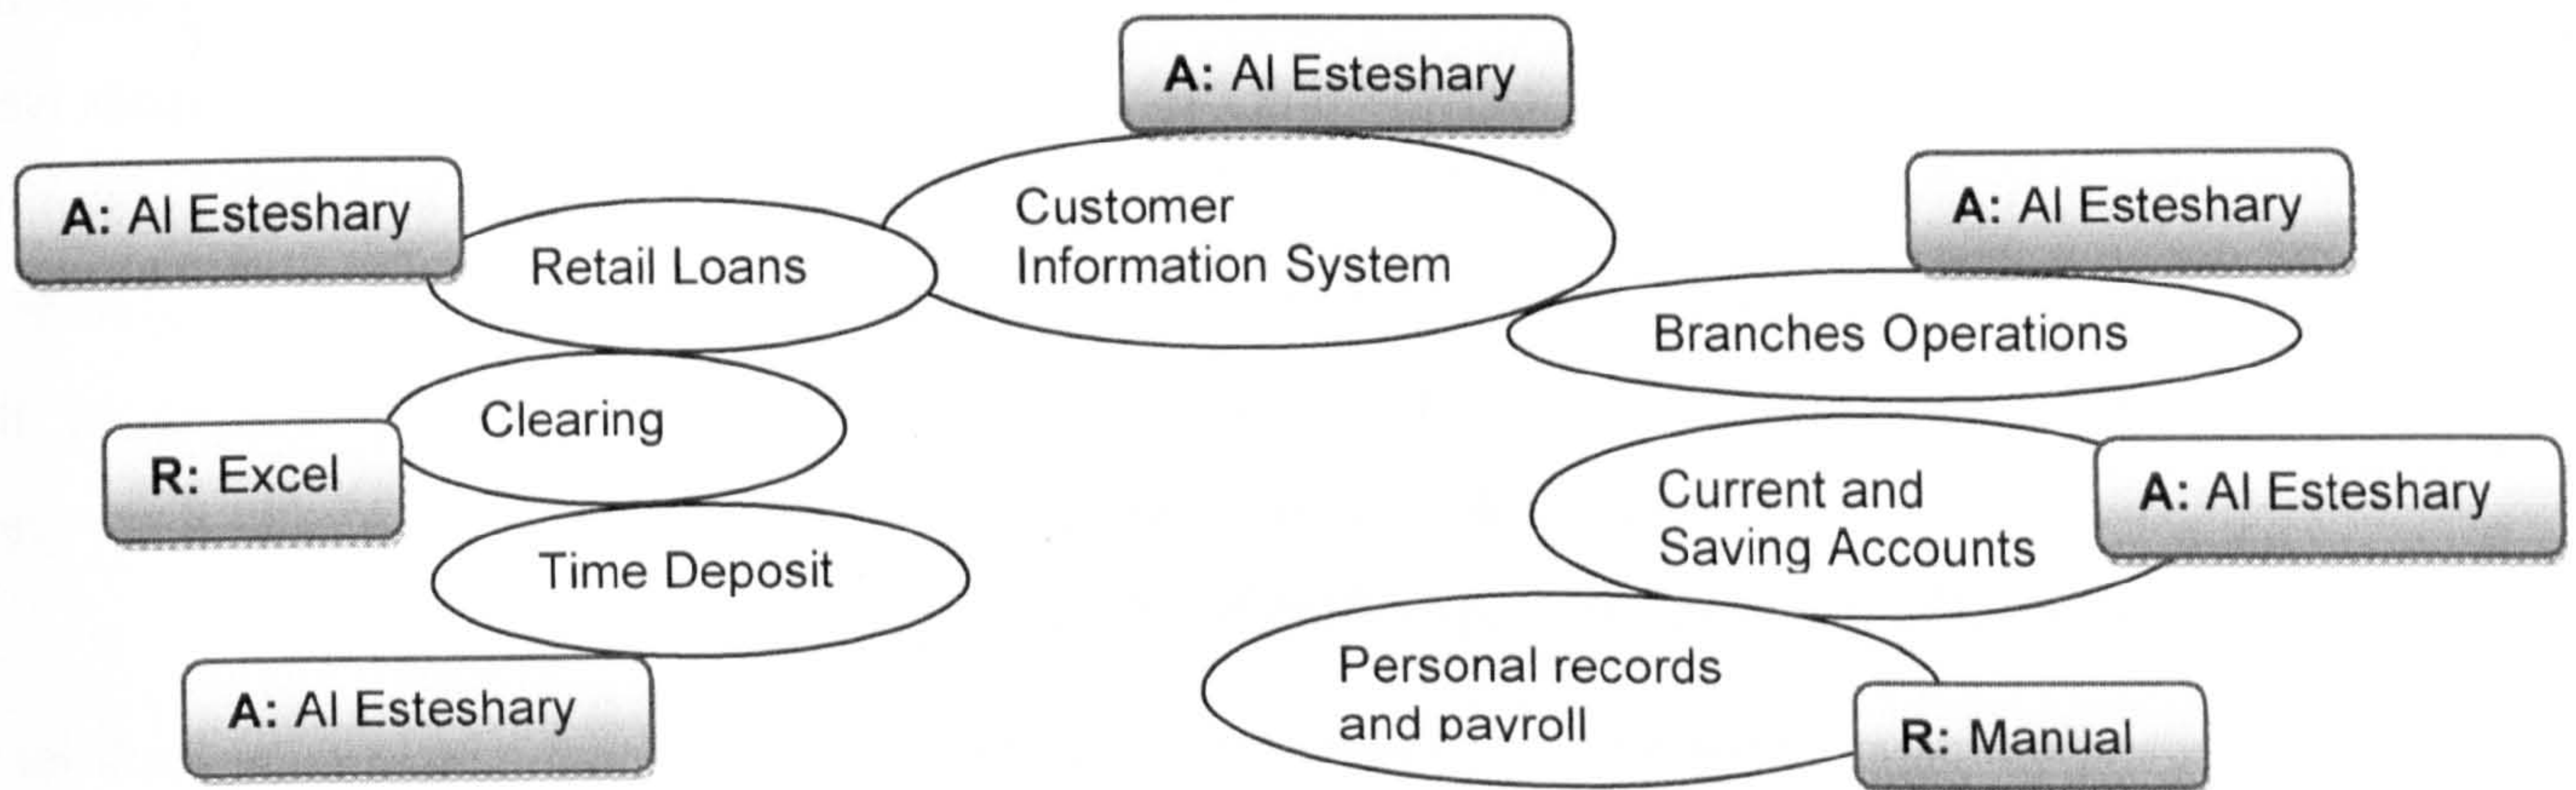 A: Al Esteshary
A: Al Esteshary
Customer
Information System
A: Al Esteshary
Retail Loans
Branches Operations
Clearing
R: Excel
Current and
Saving Accounts
A: Al Esteshary
Time Deposit
Personal records
and payroll
A: Al Esteshary
R: Manual